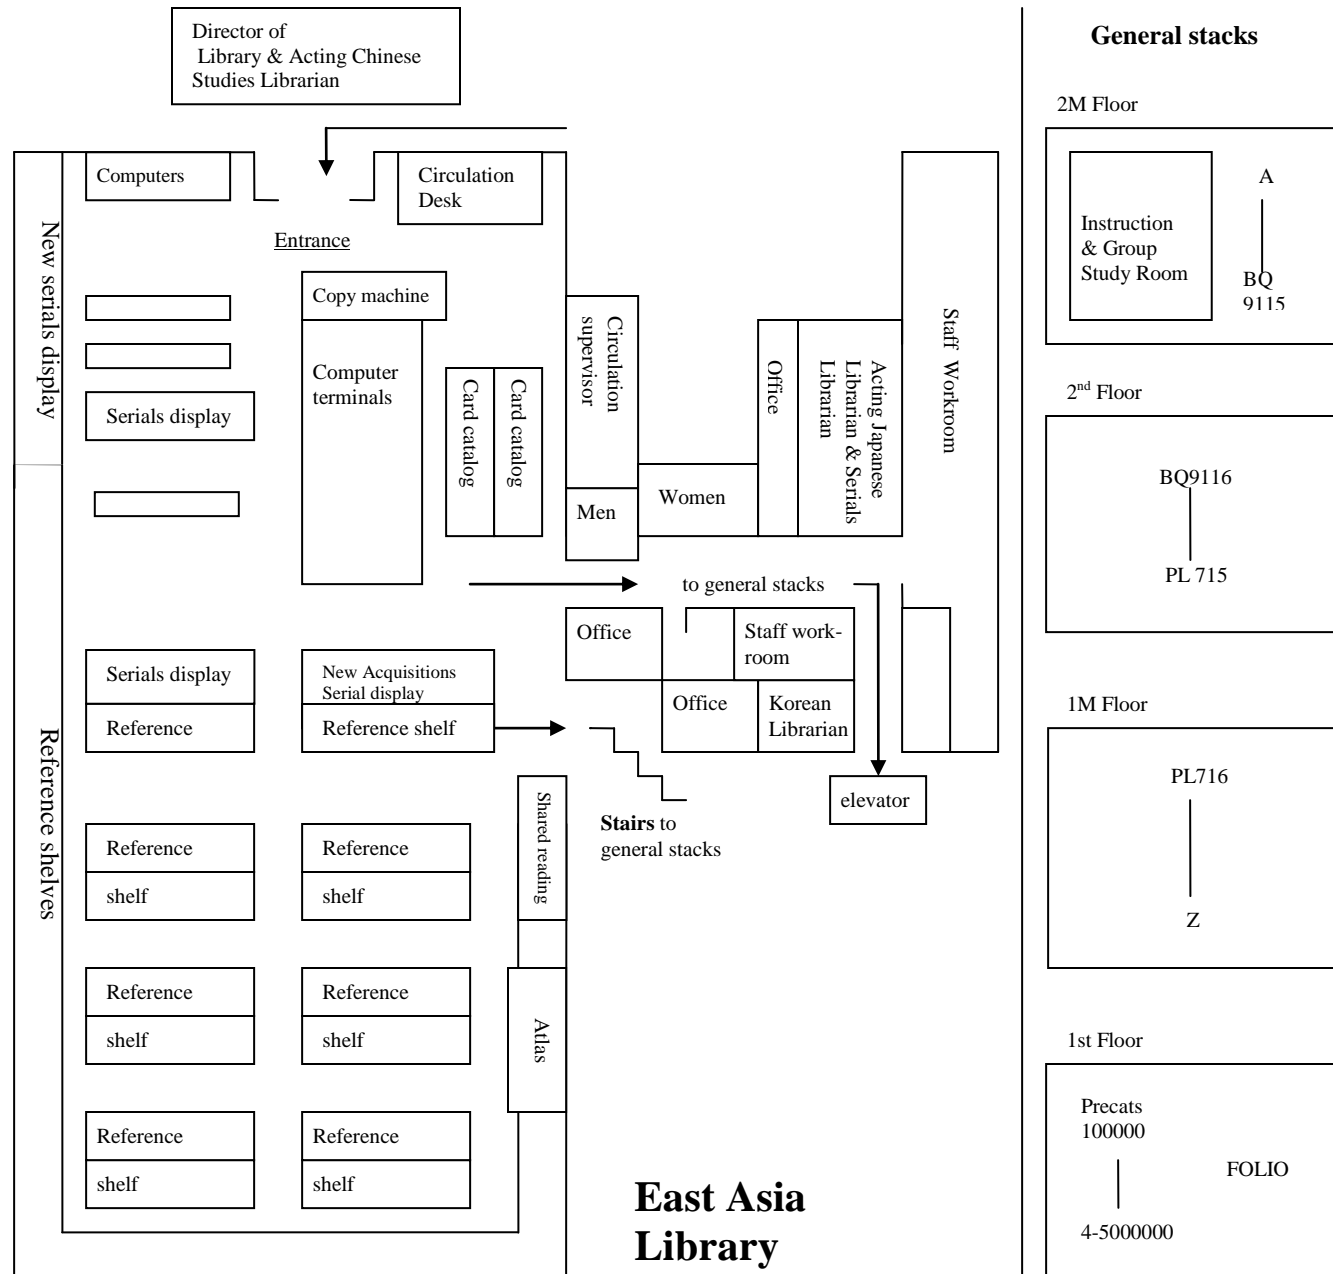 Director of
Library & Acting Chinese
Studies Librarian
Computers
Circulation
Desk
Entrance
New serials display
Copy machine
Computer
terminals
Serials display
Card catalog
Card catalog
Circulation
supervisor
Men
Women
Office
Acting Japanese
Librarian & Serials
Librarian
Staff Workroom
to general stacks
Office
Staff work-
room
Office
Korean
Librarian
Serials display
Reference
New Acquisitions
Serial display
Reference shelf
elevator
Stairs to
general stacks
Reference shelves
Shared reading
Reference
shelf
Reference
shelf
Reference
shelf
Reference
shelf
Atlas
Reference
shelf
Reference
shelf
East Asia
Library
General stacks
2M Floor
Instruction
& Group
Study Room
A
BQ
9115
2nd Floor
BQ9116
PL 715
1M Floor
PL716
Z
1st Floor
Precats
100000
4-5000000
FOLIO